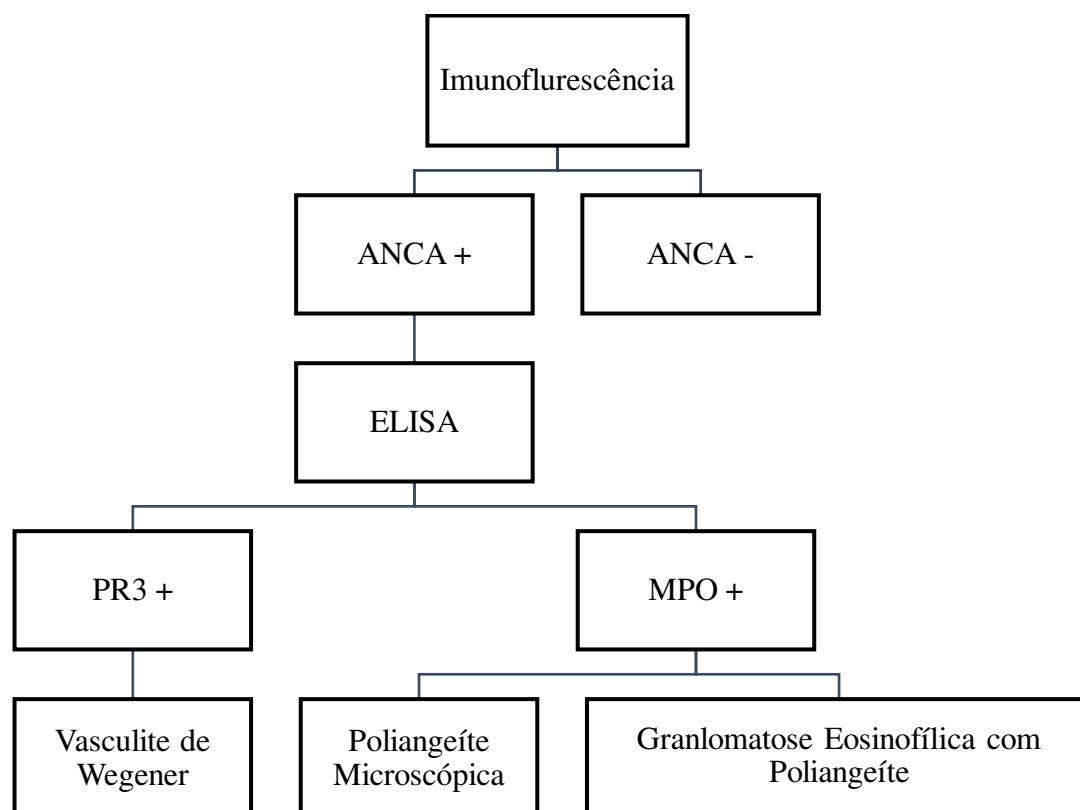 Imunoflurescência
ANCA +
ANCA -
ELISA
PR3 +
MPO +
Vasculite de
Wegener
Poliangeíte
Microscópica
Granlomatose Eosinofílica com
Poliangeíte